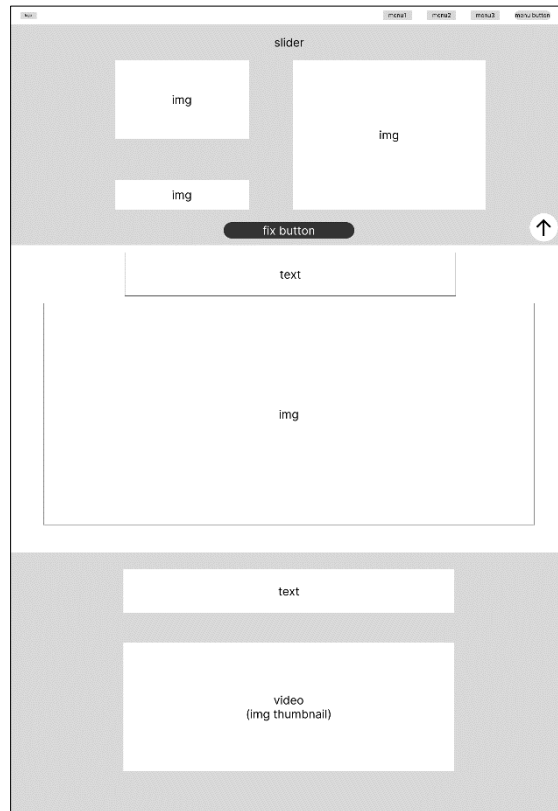 menu1
menu2
menu3
menu button
slider
img
img
img
fix button
text
img
text
video
(img thumbnail)